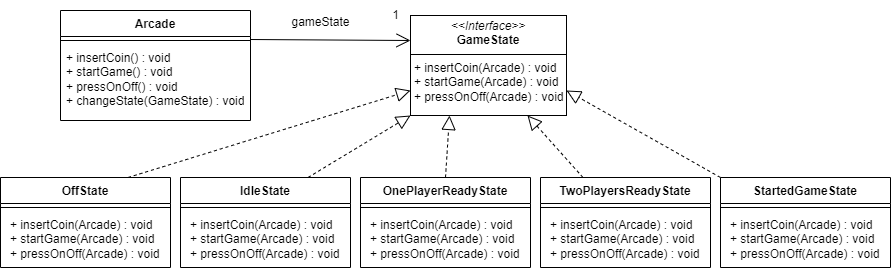 Arcade
+ insertCoin() : void
+ startGame() : void
+ pressOnOff() : void
+ changeState(GameState) : void
gameState
1
<<Interface>>
GameState
+ insertCoin(Arcade) : void
+ startGame(Arcade) : void
+ pressOnOff(Arcade) : void
OffState
+ insertCoin(Arcade) : void
+ startGame(Arcade) : void
+ pressOnOff(Arcade) : void
IdleState
+ insertCoin(Arcade) : void
+ startGame(Arcade) : void
+ pressOnOff(Arcade) : void
OnePlayerReadyState
+ insertCoin(Arcade) : void
+ startGame(Arcade) : void
+ pressOnOff(Arcade) : void
TwoPlayersReadyState
+ insertCoin(Arcade) : void
+ startGame(Arcade) : void
+ pressOnOff(Arcade) : void
StartedGameState
+ insertCoin(Arcade) : void
+ startGame(Arcade) : void
+ pressOnOff(Arcade) : void